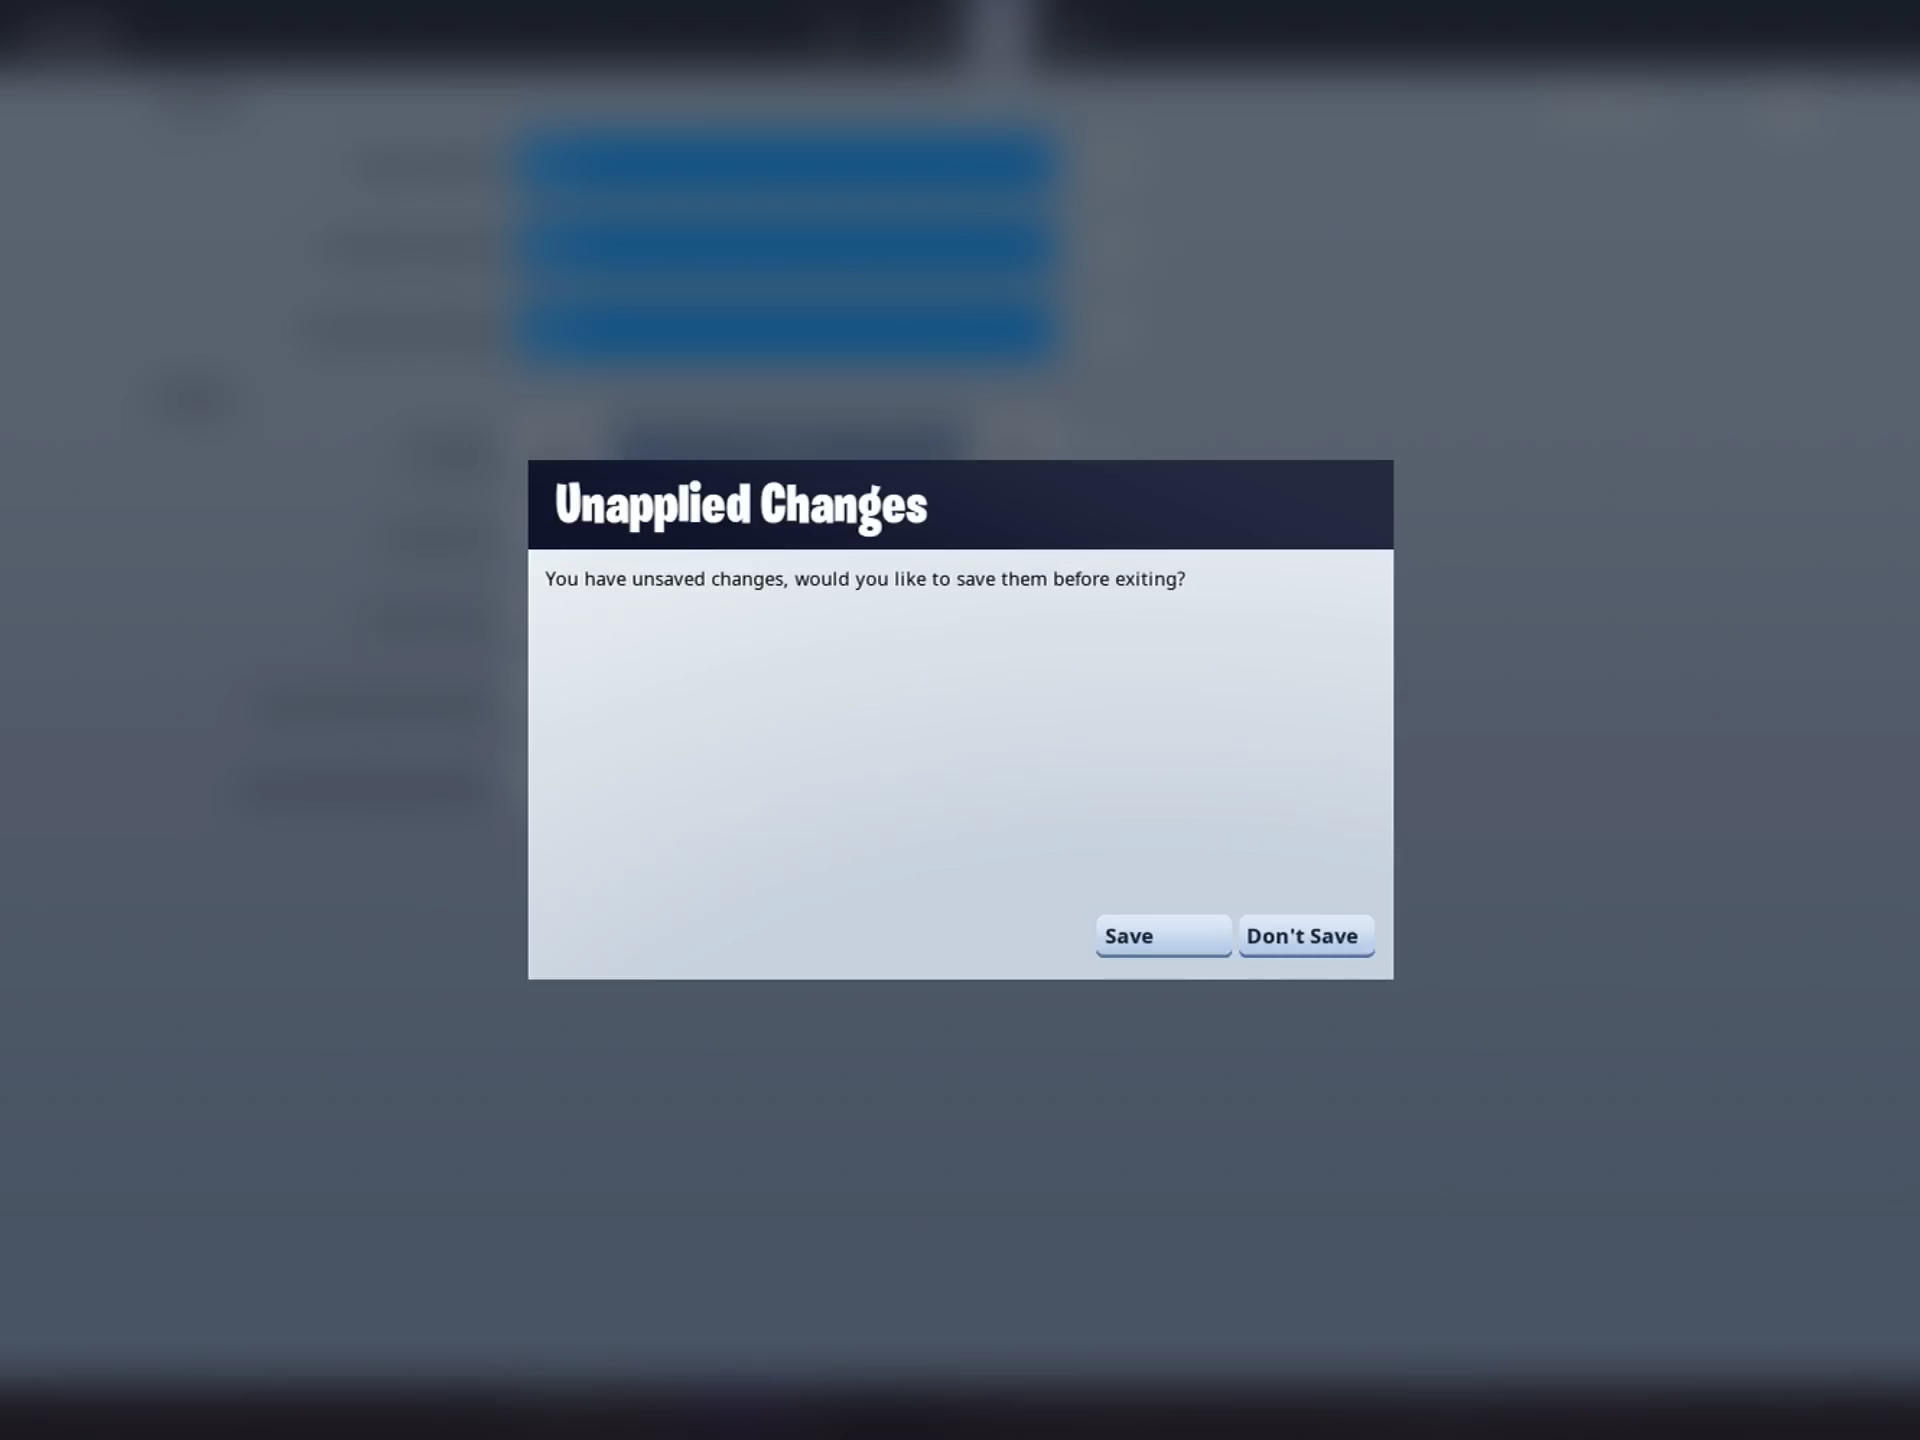 Unapplied Changes
You have unsaved changes, would you like to save them before exiting?
Save
Don't Save